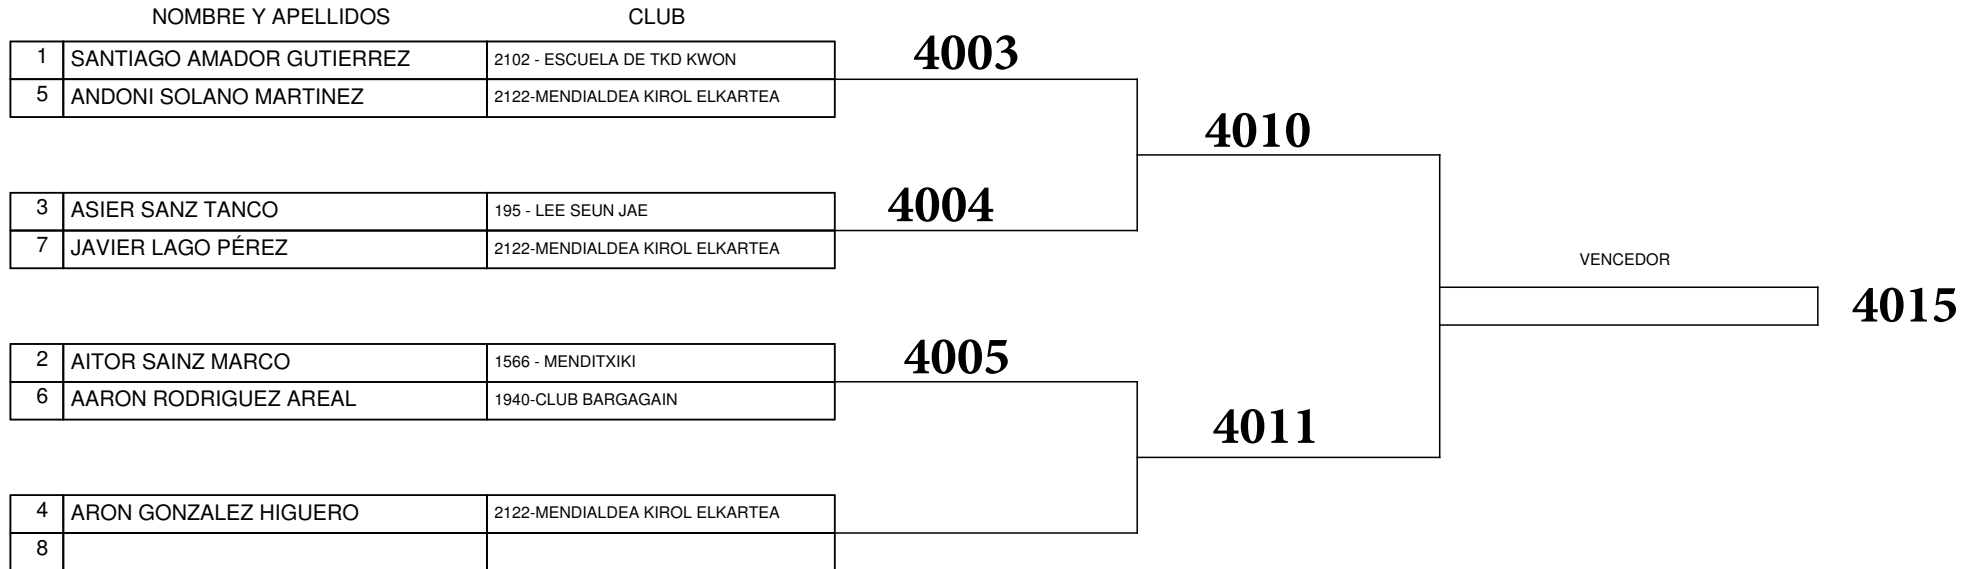 NOMBRE Y APELLIDOS CLUB
1 SANTIAGO AMADOR GUTIERREZ 2102 - ESCUELA DE TKD KWON 4003
5 ANDONI SOLANO MARTINEZ 2122-MENDIALDEA KIROL ELKARTEA
4010
3 ASIER SANZ TANCO 195 - LEE SEUN JAE 4004
7 JAVIER LAGO PÉREZ 2122-MENDIALDEA KIROL ELKARTEA
VENCEDOR
4015
2 AITOR SAINZ MARCO 1566 - MENDITXIKI 4005
6 AARON RODRIGUEZ AREAL 1940-CLUB BARGAGAIN
4011
4 ARON GONZALEZ HIGUERO 2122-MENDIALDEA KIROL ELKARTEA
8